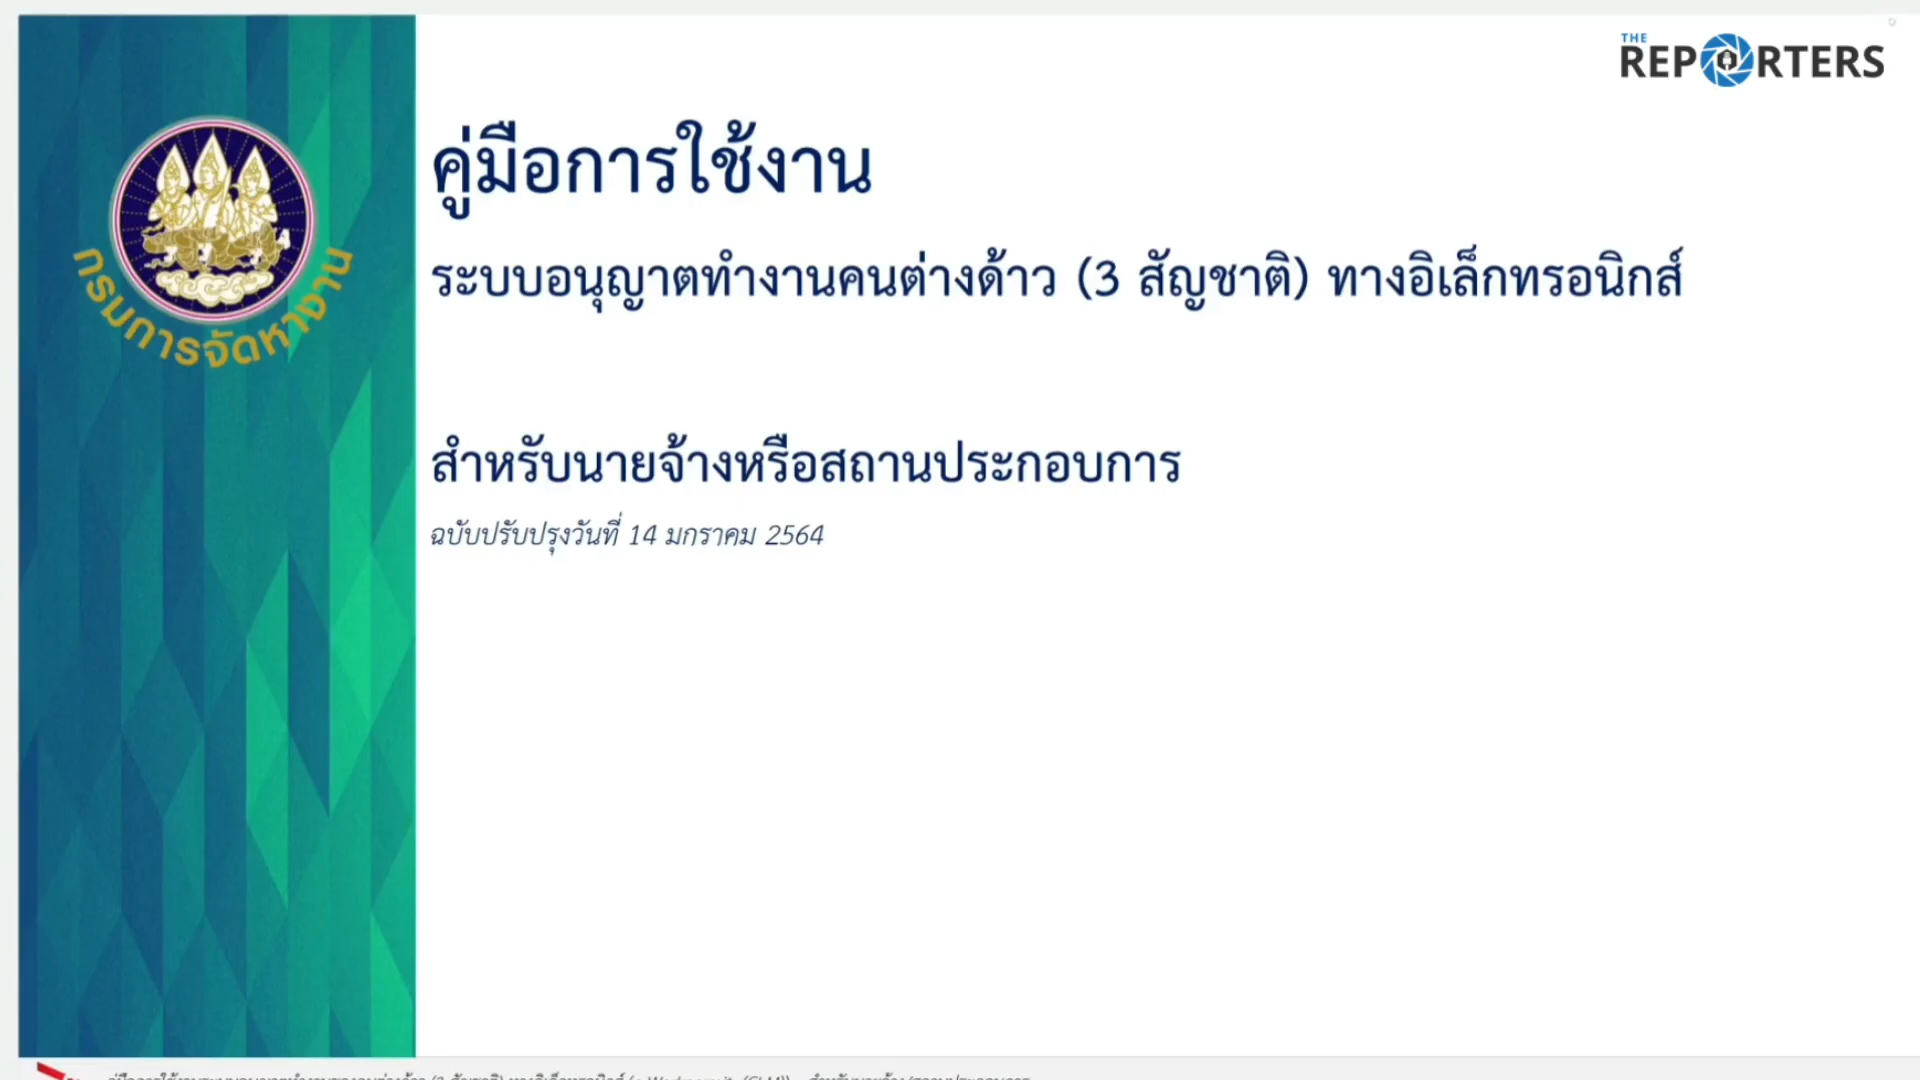 THE
REPORTERS
กรมการจัดหางาน
คู่มือการใช้งาน
ระบบอนุญาตทำงานคนต่างด้าว (3 สัญชาติ) ทางอิเล็กทรอนิกส์
สำหรับนายจ้างหรือสถานประกอบการ
ฉบับปรับปรุงวันที่ 14 มกราคม 2564